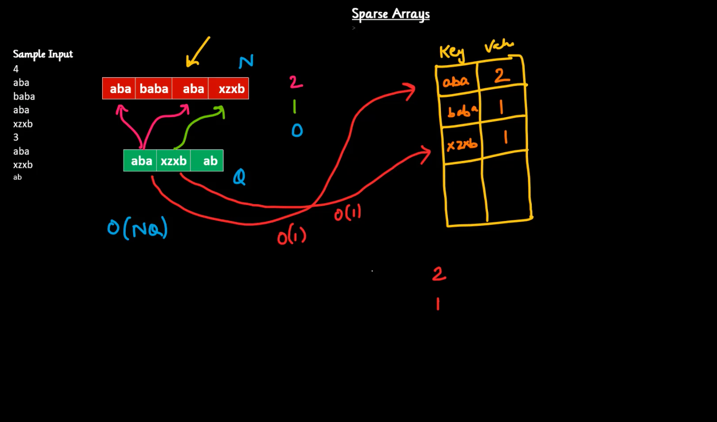 Sparse Arrays
Sample Input
4
aba
baba
aba
xzxb
3
aba
xzxb
ab
N
aba baba aba xzxb
2
1
0
aba xzxb ab
Q
O(NQ)
O(1)
O(1)
Key
aba 2
baba 1
xzxb 1
2
1